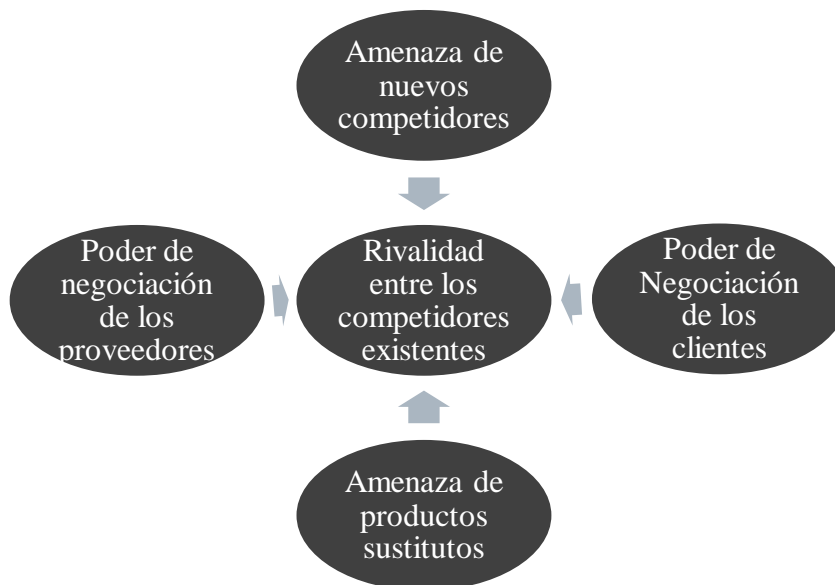 Amenaza de
nuevos
competidores
Poder de
negociación
de los
proveedores
Rivalidad
entre los
competidores
existentes
Poder de
Negociación
de los
clientes
Amenaza de
productos
sustitutos